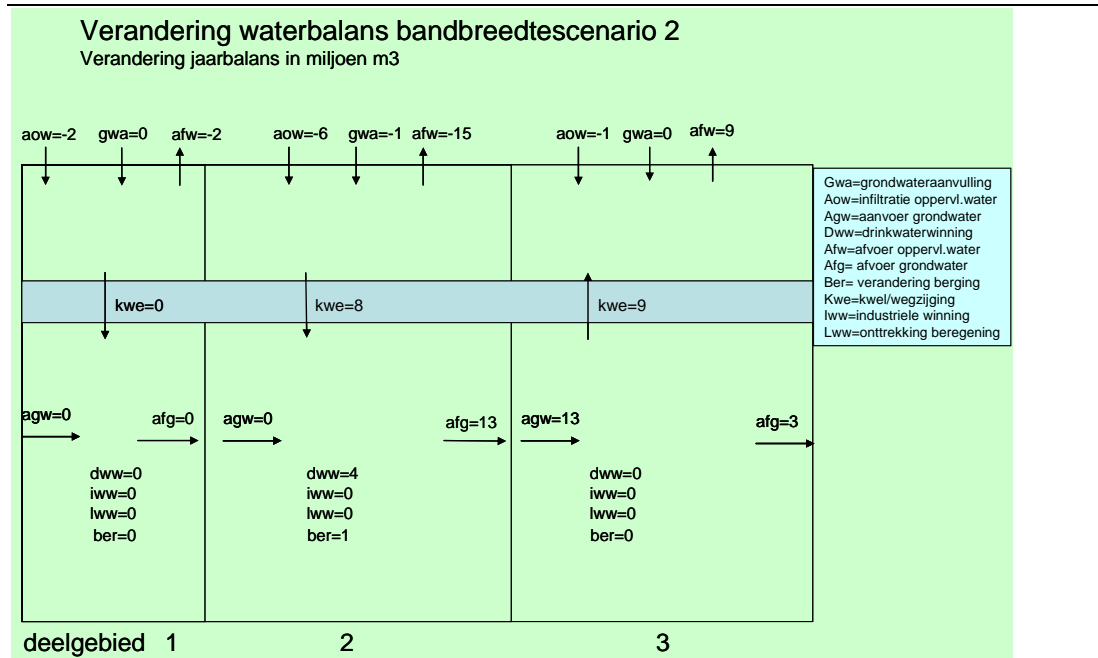 Verandering waterbalans bandbreedtescenario 2
Verandering jaarbalans in miljoen m3
aow=-2 gwa=0 afw=-2 aow=-6 gwa=-1 afw=-15 aow=-1 gwa=0 afw=9
Gwa=grondwateraanvulling
Aow=infiltratie oppervl.water
Agw=aanvoer grondwater
Dww=drinkwaterwinning
Afw=afvoer oppervl.water
Afg= afvoer grondwater
Ber= verandering berging
Kwe=kwel/wegzijging
Iww=industriele winning
Lww=onttrekking beregening
kwe=0 kwe=8 kwe=9
agw=0 afg=0 agw=0 afg=13 agw=13 afg=3
dww=0 dww=4 dww=0
iww=0 iww=0 iww=0
lww=0 lww=0 lww=0
ber=0 ber=1 ber=0
deelgebied 1 2 3